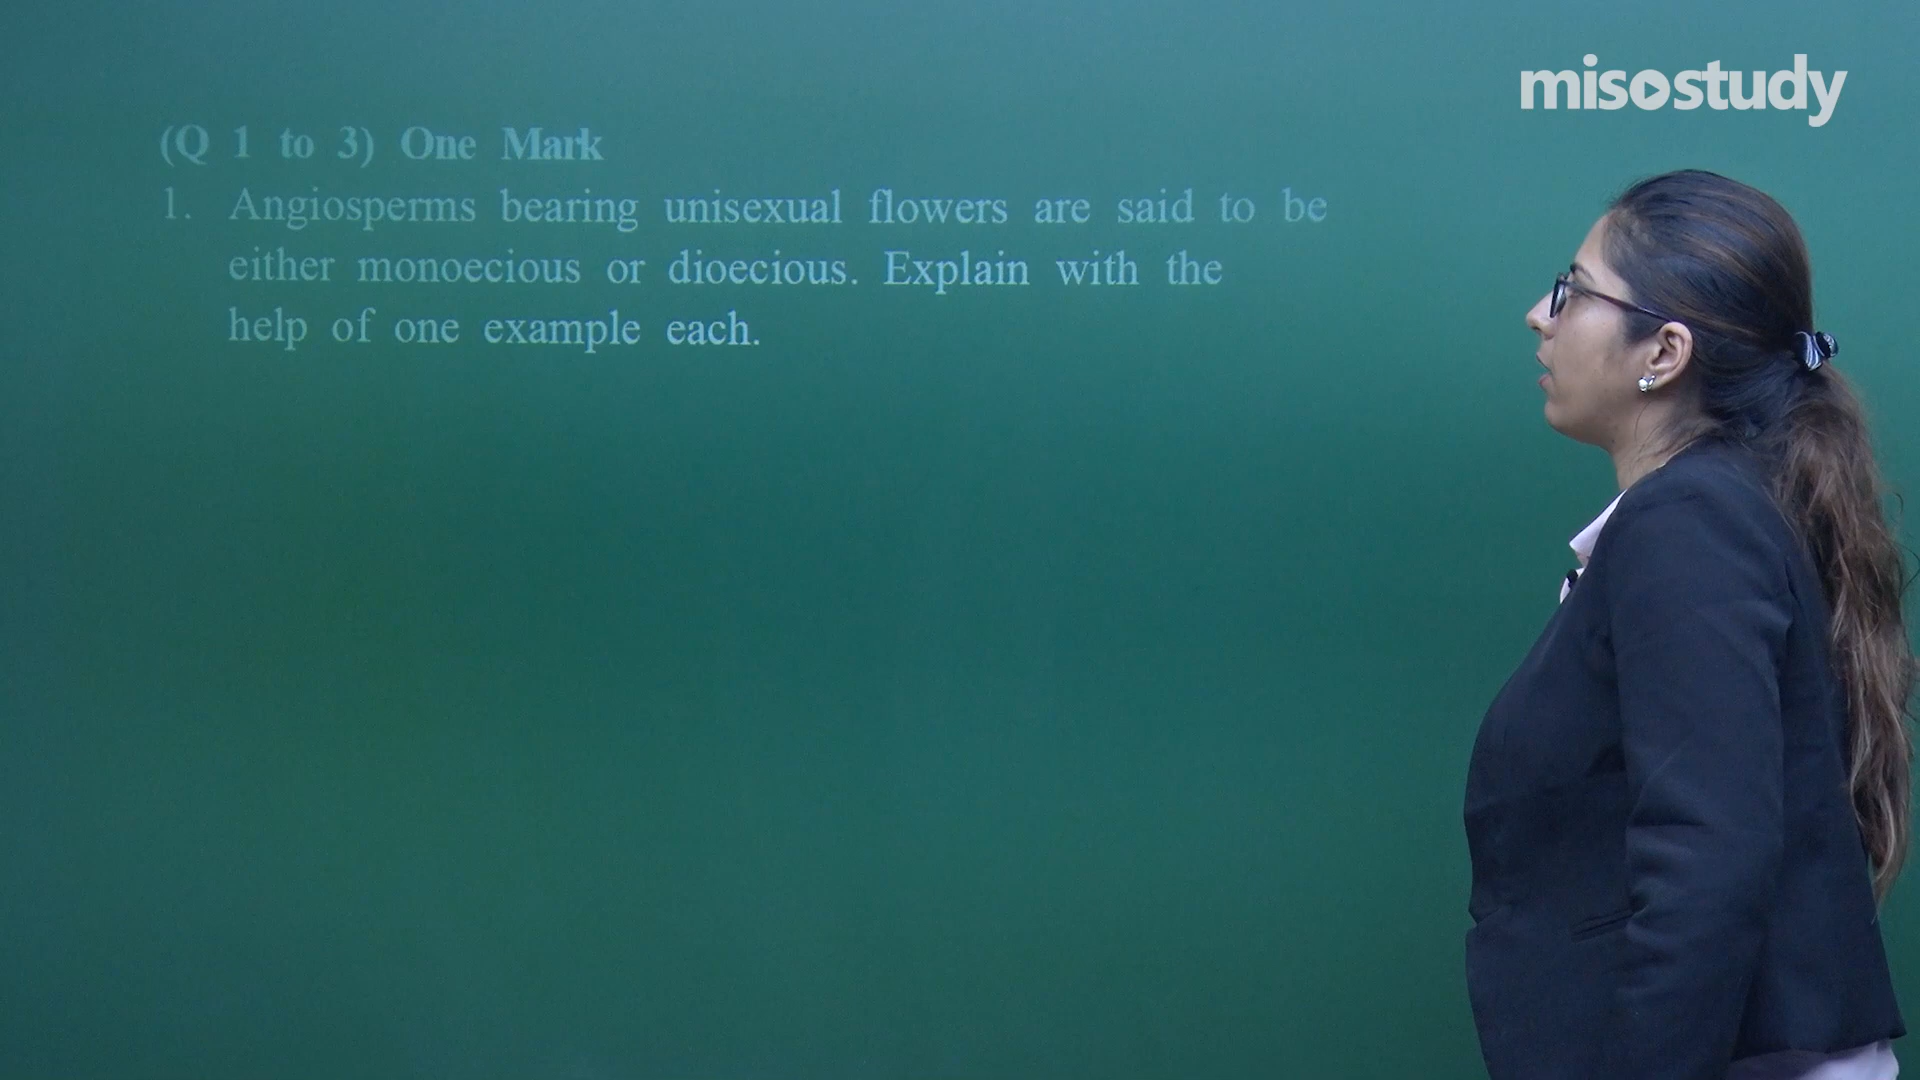 misostudy
(Q 1 to 3) One Mark
1. Angiosperms bearing unisexual flowers are said to be
either monoecious or dioecious. Explain with the
help of one example each.